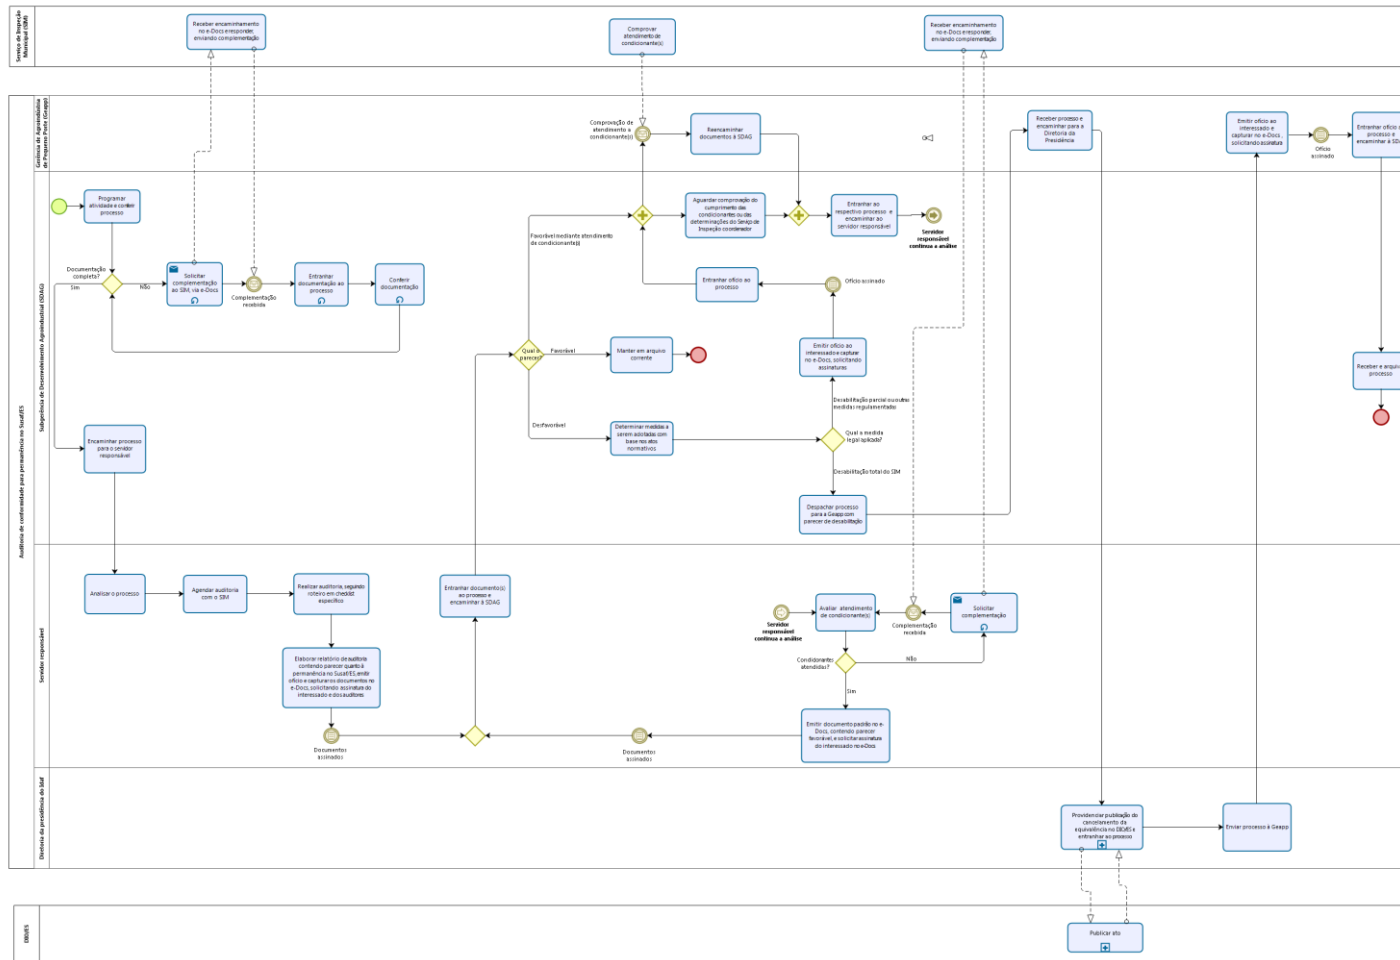 Serviço de Inspeção
Municipal (SIM)
Receber encaminhamento
no e-Docs e responder,
enviando complementação
Comprovar
atendimento de
condicionante(s)
Receber encaminhamento
no e-Docs e responder,
enviando complementação
Auditoria de conformidade para permanência no Susaf/ES
Gerência de Agroindústria
de Pequeno Porte (Geapp)
Comprovação de
atendimento a
condicionante(s)
Reencaminhar
documentos à SDAG
Receber processo e
encaminhar para a
Diretoria da
Presidência
Emitir ofício ao
interessado e
capturar no e-Docs ,
solicitando assinatura
Ofício
assinado
Entranhar ofício a
processo e
encaminhar à SD
Subgerência de Desenvolvimento Agroindustrial (SDAG)
Programar
atividade e conferir
processo
Documentação
completa?
Sim
Não
Solicitar
complementação
ao SIM, via e-Docs
Complementação
recebida
Entranhar
documentação ao
processo
Conferir
documentação
Encaminhar processo
para o servidor
responsável
Qual o
parecer?
Favorável mediante atendimento
de condicionante(s)
Favorável
Desfavorável
Aguardar comprovação do
cumprimento das
condicionantes ou das
determinações do Serviço de
Inspeção coordenador
Entranhar ao
respectivo processo e
encaminhar ao
servidor responsável
Servidor
responsável
continua a análise
Entranhar ofício ao
processo
Ofício assinado
Manter em arquivo
corrente
Emitir ofício ao
interessado e capturar
no e-Docs, solicitando
assinaturas
Desabilitação parcial ou outras
medidas regulamentadas
Determinar medidas a
serem adotadas com
base nos atos
normativos
Qual a medida
legal aplicada?
Desabilitação total do SIM
Despachar processo
para a Geapp com
parecer de desabilitação
Receber e arquiv
processo
Servidor responsável
Analisar o processo
Agendar auditoria
com o SIM
Realizar auditoria, seguindo
roteiro em checklist
específico
Elaborar relatório de auditoria
contendo parecer quanto à
permanência no Susaf/ES, emitir
ofício e capturar os documentos no
e-Docs, solicitando assinatura do
interessado e dos auditores
Documentos
assinados
Entranhar documento(s)
ao processo e
encaminhar à SDAG
Documentos
assinados
Servidor
responsável
continua a análise
Avaliar atendimento
de condicionante(s)
Complementação
recebida
Solicitar
complementação
Condicionantes
atendidas?
Não
Sim
Emitir documento padrão no e-
Docs, contendo parecer
favorável, e solicitar assinatura
do interessado no e-Docs
Diretoria da presidência do Idaf
Providenciar publicação do
cancelamento da
equivalência no DIO/ES e
entranhar ao processo
Enviar processo à Geapp
DIO/ES
Publicar ato